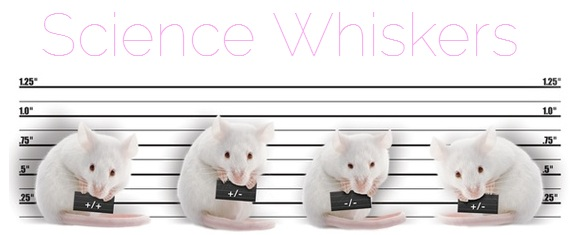 Science Whiskers
1.25" 1.25"
1.0" 1.0"
.75" .75"
.5" .5"
.25" .25"
+/+ +/- -/- +/-